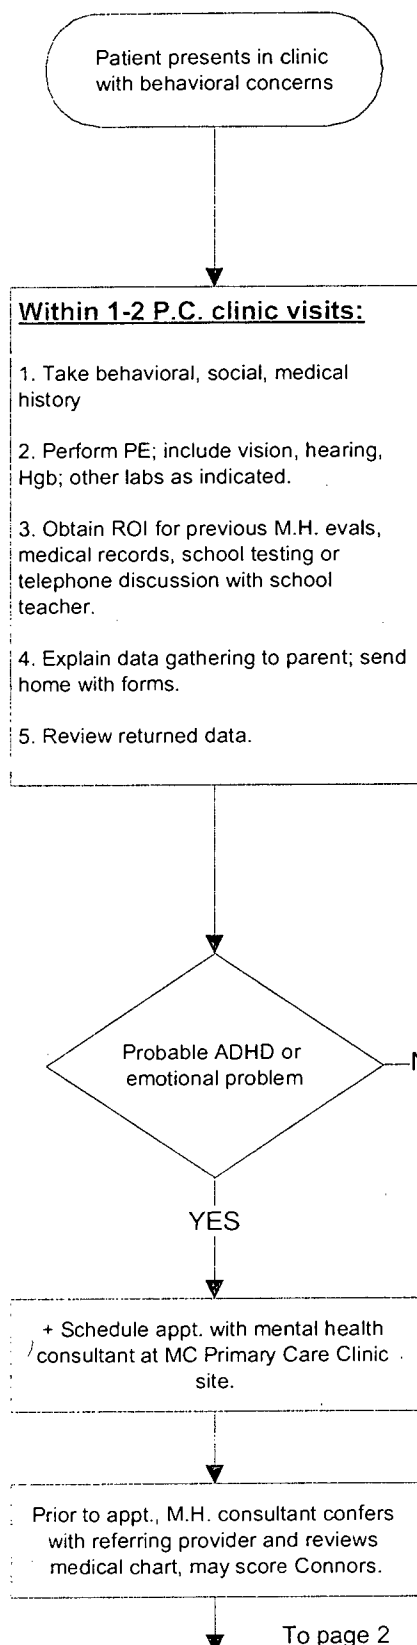 Patient presents in clinic
with behavioral concerns
Within 1-2 P.C. clinic visits:
1. Take behavioral, social, medical
history
2. Perform PE; include vision, hearing,
Hgb; other labs as indicated.
3. Obtain ROI for previous M.H. evals,
medical records, school testing or
telephone discussion with school
teacher.
4. Explain data gathering to parent; send
home with forms.
5. Review returned data.
Probable ADHD or
emotional problem
N
YES
+ Schedule appt. with mental health
consultant at MC Primary Care Clinic
site.
Prior to appt., M.H. consultant confers
with referring provider and reviews
medical chart, may score Connors.
To page 2